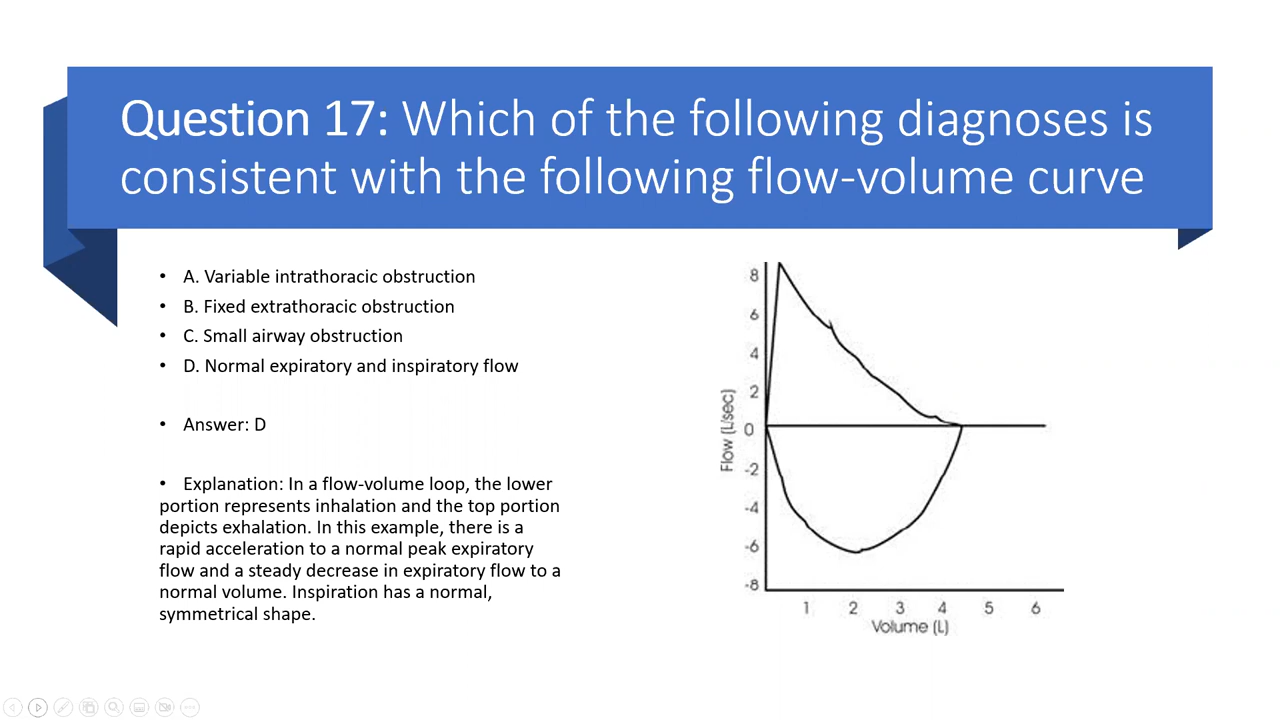 Question 17: Which of the following diagnoses is
consistent with the following flow-volume curve
• A. Variable intrathoracic obstruction
• B. Fixed extrathoracic obstruction
• C. Small airway obstruction
• D. Normal expiratory and inspiratory flow
• Answer: D
• Explanation: In a flow-volume loop, the lower
portion represents inhalation and the top portion
depicts exhalation. In this example, there is a
rapid acceleration to a normal peak expiratory
flow and a steady decrease in expiratory flow to a
normal volume. Inspiration has a normal,
symmetrical shape.
Flow (L/sec)
8
6
4
2
0
-2
-4
-6
-8
1 2 3 4 5 6
Volume (L)